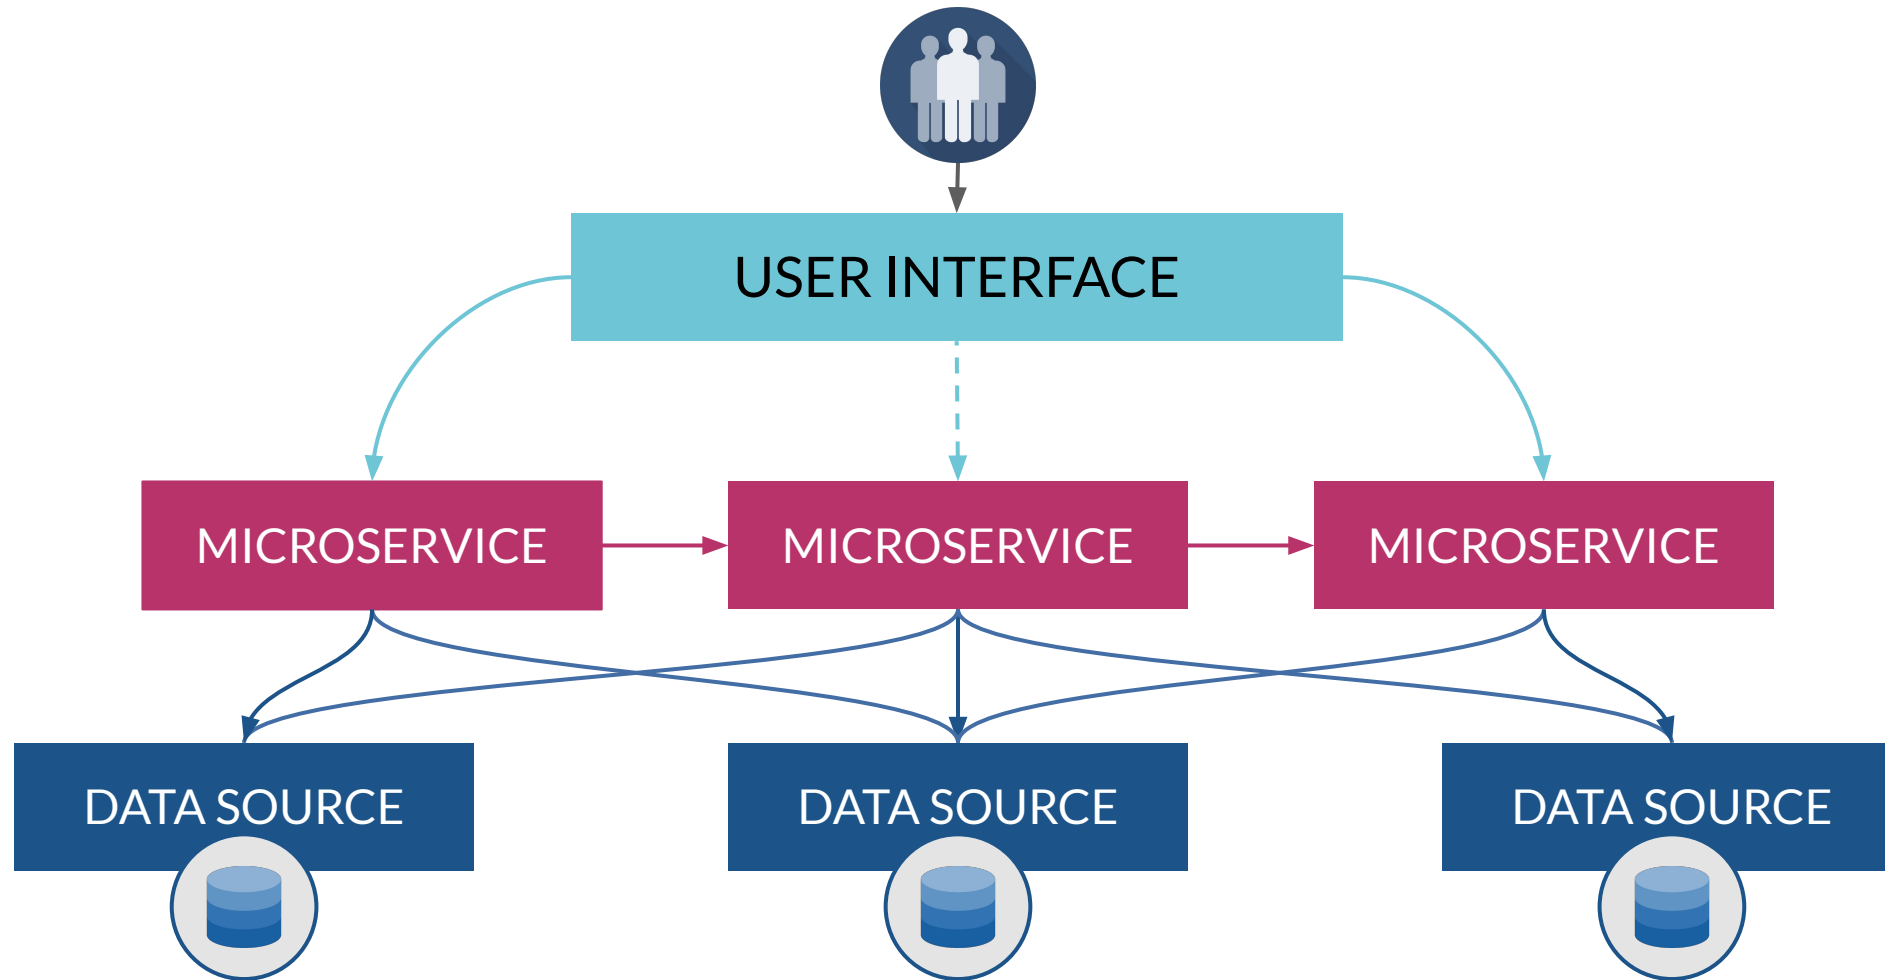 USER INTERFACE
MICROSERVICE
MICROSERVICE
MICROSERVICE
DATA SOURCE
DATA SOURCE
DATA SOURCE